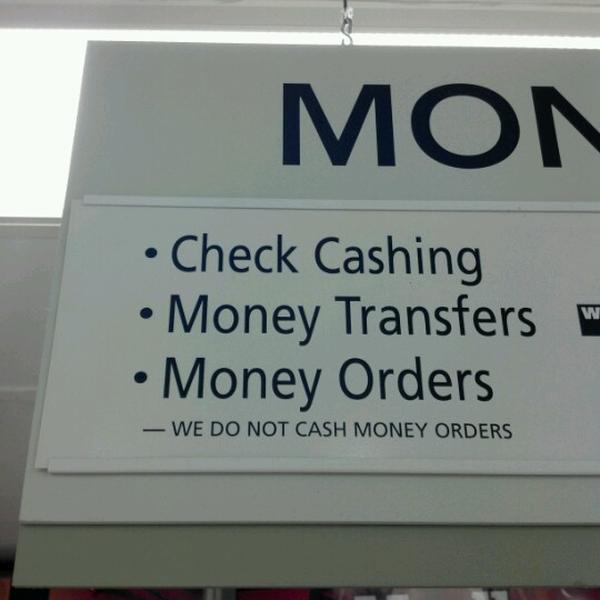 MON
• Check Cashing
• Money Transfers
W
• Money Orders
— WE DO NOT CASH MONEY ORDERS